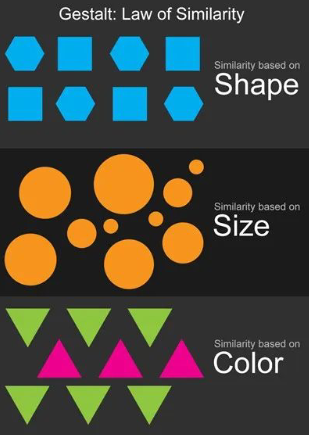 Gestalt: Law of Similarity
Similarity based on
Shape
Similarity based on
Size
Similarity based on
Color